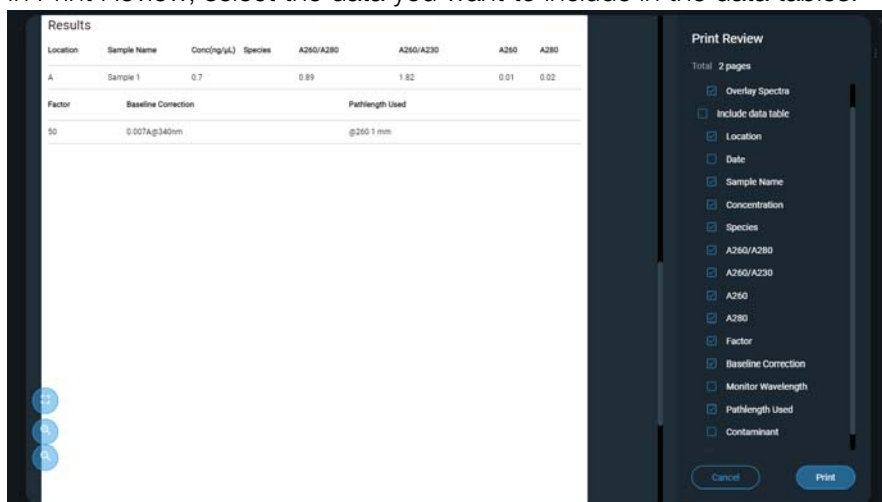 in Print Review, select the data you want to include in the data tables.
Results
Location Sample Name Conc(ng/µL) Species A260/A280 A260/A230 A260 A280
A Sample 1 0.7 0.89 1.82 0.01 0.02
Factor Baseline Correction Pathlength Used
50 0.007A@340nm @260 1 mm
Print Review
Total 2 pages
Overlay Spectra
Include data table
Location
Date
Sample Name
Concentration
Species
A260/A280
A260/A230
A260
A280
Factor
Baseline Correction
Monitor Wavelength
Pathlength Used
Contaminant
Cancel Print